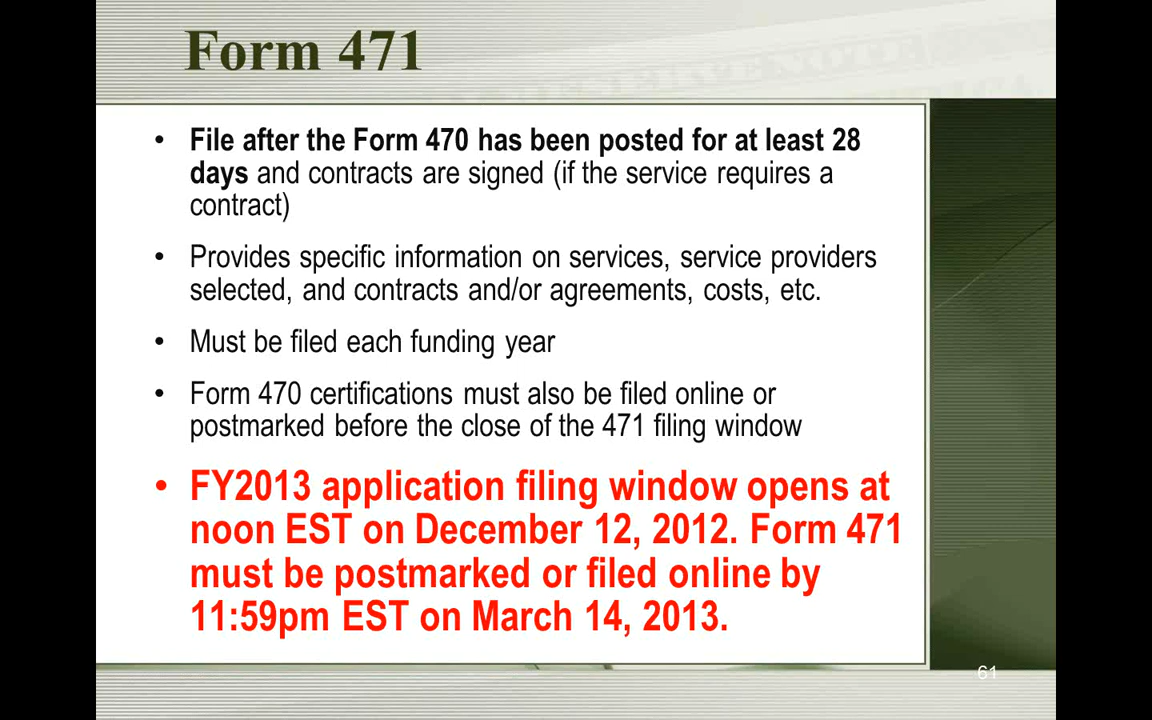 Form 471
• File after the Form 470 has been posted for at least 28
days and contracts are signed (if the service requires a
contract)
• Provides specific information on services, service providers
selected, and contracts and/or agreements, costs, etc.
• Must be filed each funding year
• Form 470 certifications must also be filed online or
postmarked before the close of the 471 filing window
• FY2013 application filing window opens at
noon EST on December 12, 2012. Form 471
must be postmarked or filed online by
11:59pm EST on March 14, 2013.
61